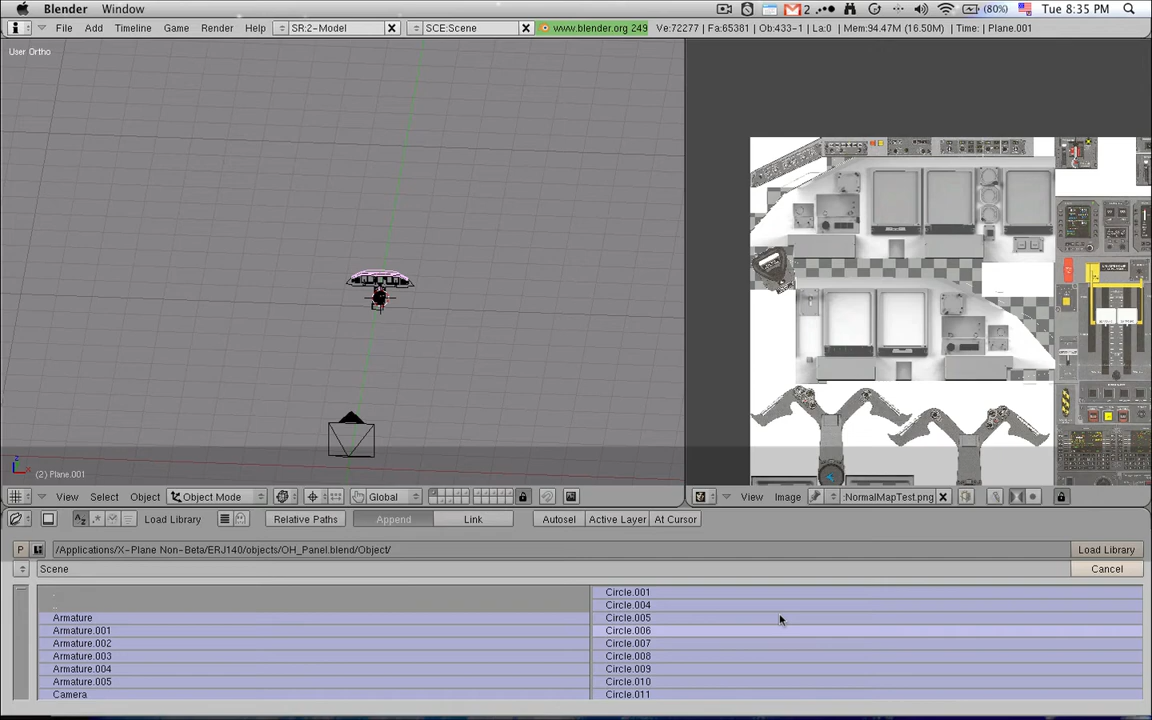 Blender Window 2 (80%) Tue 8:35 PM
File Add Timeline Game Render Help SR:2-Model SCE:Scene www.blender.org 249 Ve:72277 | Fa:65381 | Ob:433-1 | La:0 | Mem:94.47M (16.50M) | Time: | Plane.001
User Ortho
(2) Plane.001
View Select Object Object Mode Global View Image :NormalMapTest.png
Load Library Relative Paths Append Link Autosel Active Layer At Cursor
P /Applications/X-Plane Non-Beta/ERJ140/objects/OH_Panel.blend/Object/ Load Library
Scene Cancel
.
..
Armature
Armature.001
Armature.002
Armature.003
Armature.004
Armature.005
Camera
Circle.001
Circle.004
Circle.005
Circle.006
Circle.007
Circle.008
Circle.009
Circle.010
Circle.011